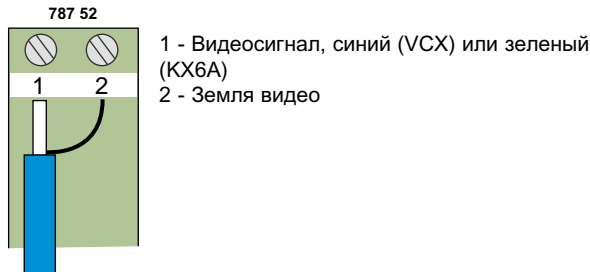 787 52
1 2
1 - Видеосигнал, синий (VCX) или зеленый
(KX6A)
2 - Земля видео